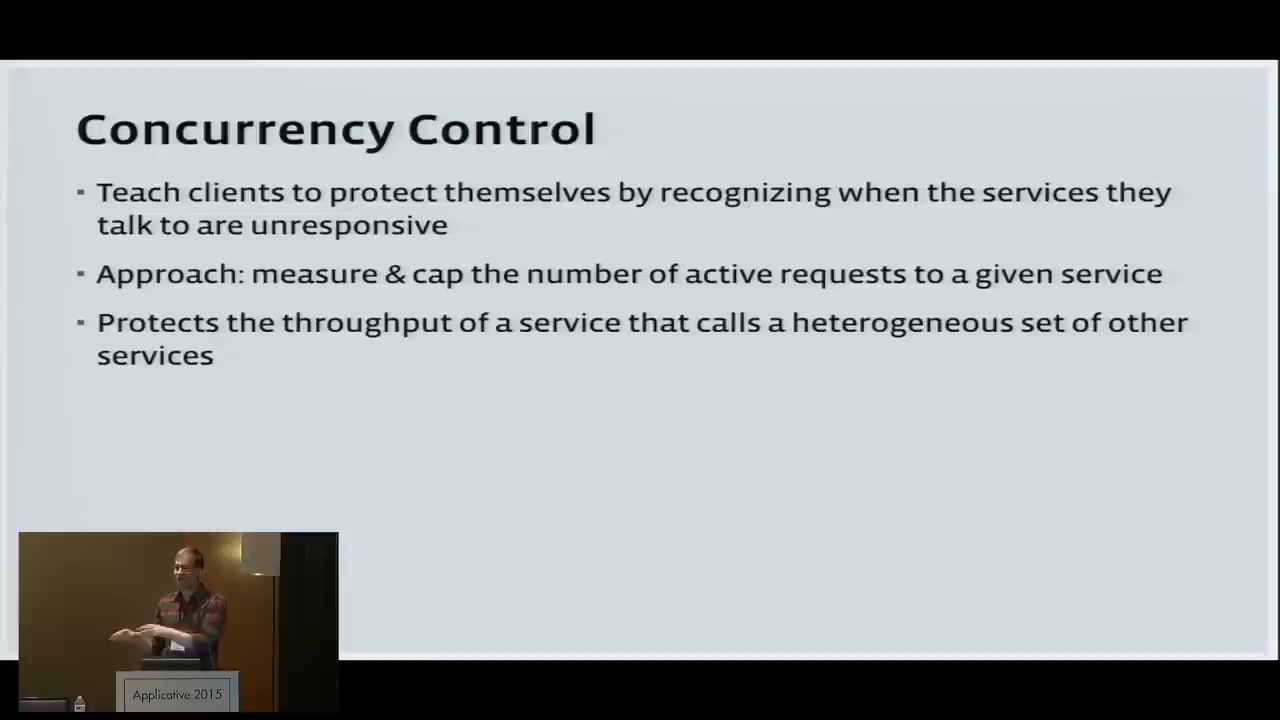 Concurrency Control
▪ Teach clients to protect themselves by recognizing when the services they
talk to are unresponsive
▪ Approach: measure & cap the number of active requests to a given service
▪ Protects the throughput of a service that calls a heterogeneous set of other
services
Applicative 2015